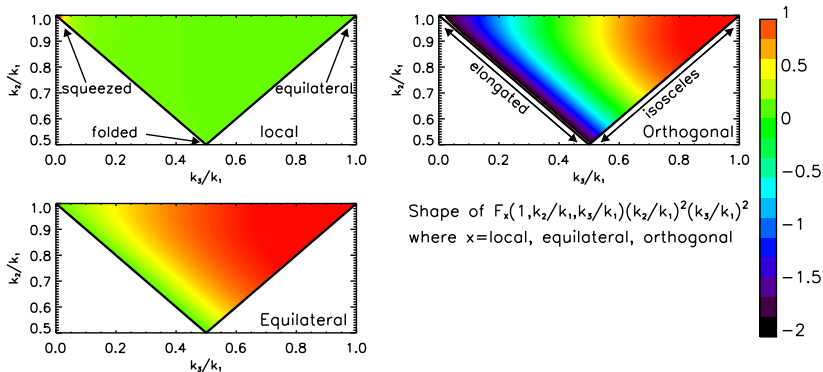 1.0
0.9
0.8
0.7
0.6
0.5
k₂/k₁
squeezed
equilateral
folded
local
0.0 0.2 0.4 0.6 0.8 1.0
k₃/k₁
1.0
0.9
0.8
0.7
0.6
0.5
k₂/k₁
elongated
isosceles
Orthogonal
0.0 0.2 0.4 0.6 0.8 1.0
k₃/k₁
1
0.5
0
−0.5
−1
−1.5
−2
1.0
0.9
0.8
0.7
0.6
0.5
k₂/k₁
Equilateral
0.0 0.2 0.4 0.6 0.8 1.0
k₃/k₁
Shape of Fₓ(1,k₂/k₁,k₃/k₁)(k₂/k₁)²(k₃/k₁)²
where x=local, equilateral, orthogonal